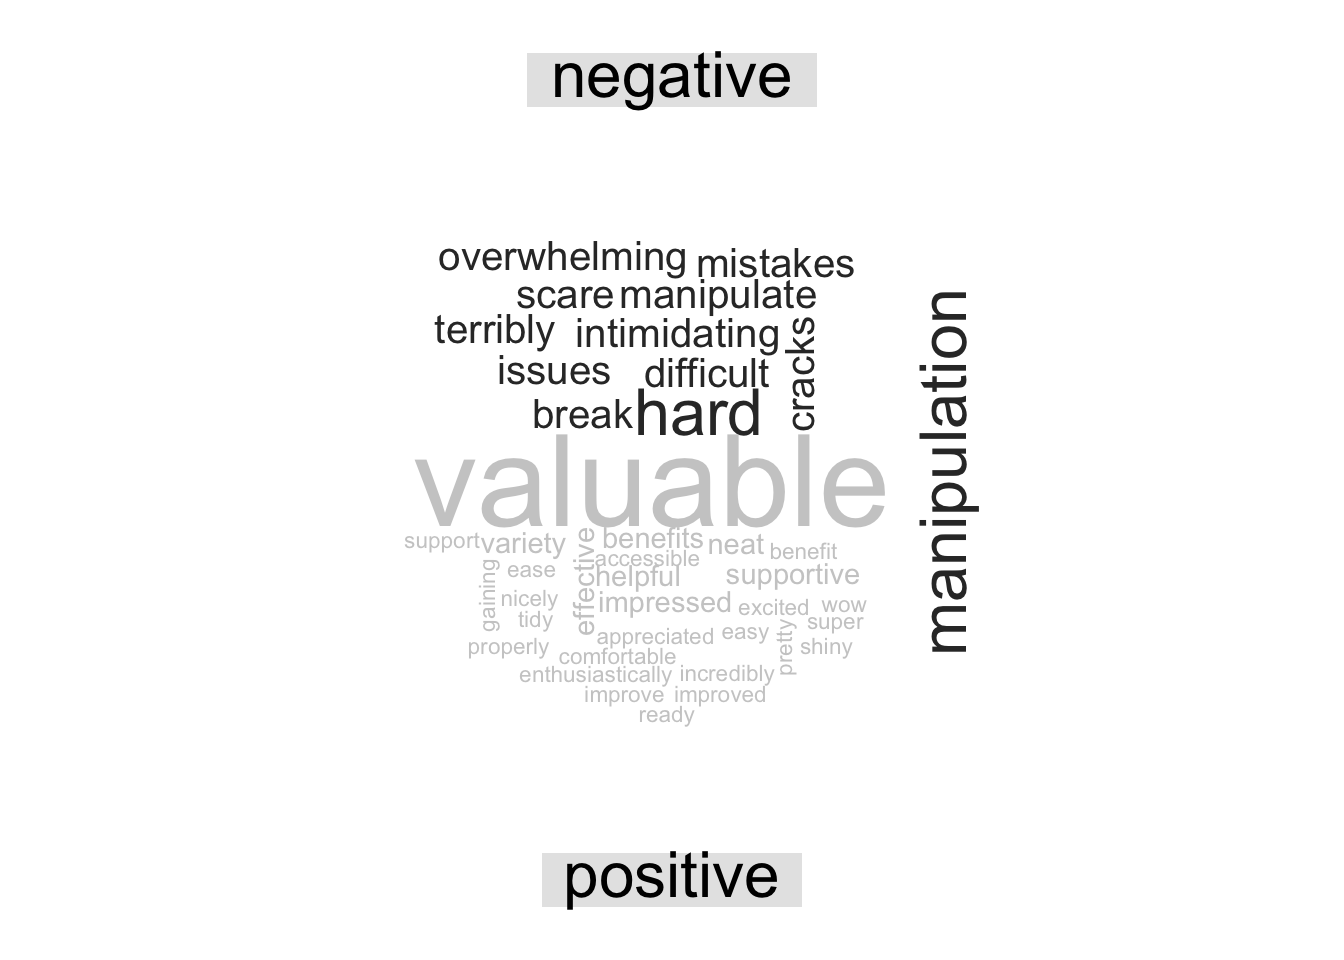 negative
overwhelming mistakes
scare manipulate
terribly intimidating
cracks
issues difficult
break hard
manipulation
valuable
support variety effective benefits neat benefit
accessible
gaining ease helpful supportive
nicely impressed excited wow
tidy appreciated easy super
properly comfortable pretty shiny
enthusiastically incredibly
improve improved
ready
positive